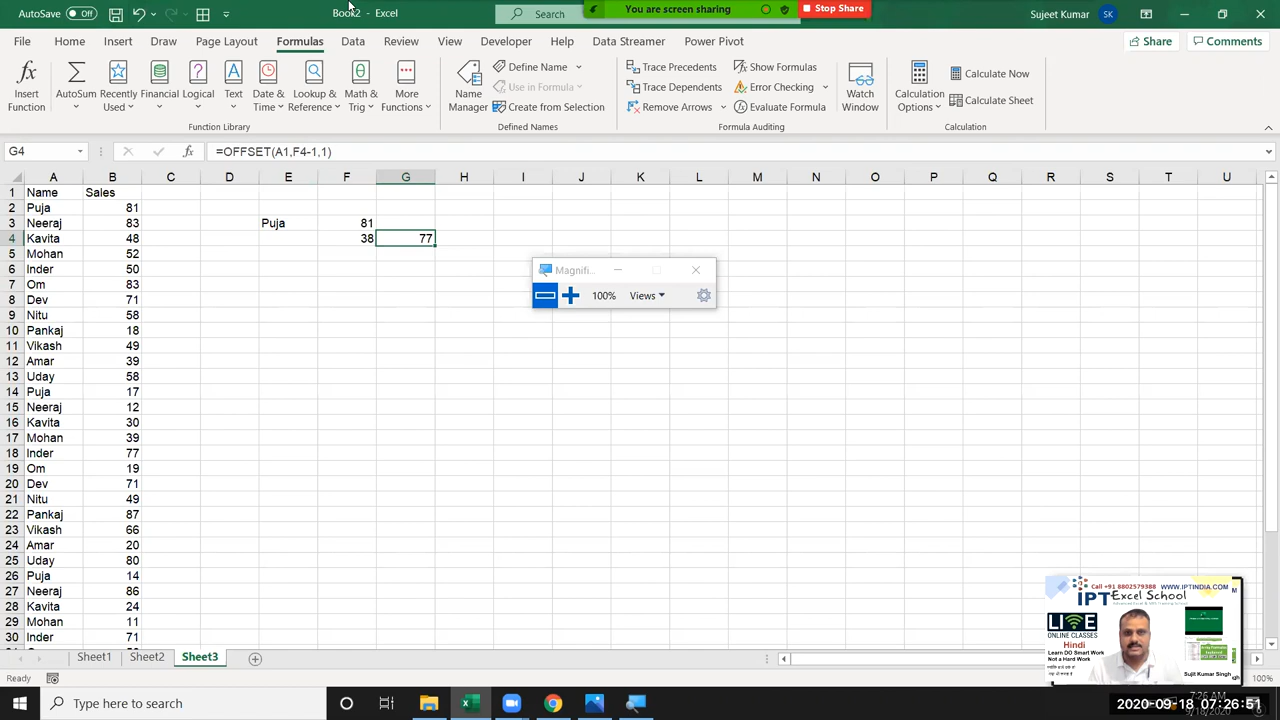 AutoSave Off
Book2 - Excel
Search
You are screen sharing
Stop Share
Sujeet Kumar
SK
File Home Insert Draw Page Layout Formulas Data Review View Developer Help Data Streamer Power Pivot
Share Comments
Insert Function
AutoSum
Recently Used
Financial
Logical
Text
Date & Time
Lookup & Reference
Math & Trig
More Functions
Function Library
Name Manager
Define Name
Use in Formula
Create from Selection
Defined Names
Trace Precedents
Trace Dependents
Remove Arrows
Show Formulas
Error Checking
Evaluate Formula
Formula Auditing
Watch Window
Calculation Options
Calculate Now
Calculate Sheet
Calculation
G4
fx
=OFFSET(A1,F4-1,1)
A B C D E F G H I J K L M N O P Q R S T U
1 Name Sales
2 Puja 81
3 Neeraj 83 Puja 81
4 Kavita 48 38 77
5 Mohan 52
6 Inder 50
7 Om 83
8 Dev 71
9 Nitu 58
10 Pankaj 18
11 Vikash 49
12 Amar 39
13 Uday 58
14 Puja 17
15 Neeraj 12
16 Kavita 30
17 Mohan 39
18 Inder 77
19 Om 19
20 Dev 71
21 Nitu 49
22 Pankaj 87
23 Vikash 66
24 Amar 20
25 Uday 80
26 Puja 14
27 Neeraj 86
28 Kavita 24
29 Mohan 11
30 Inder 71
Magnifi..
100% Views
Call +91 8802579388 WWW.IPTINDIA.COM
IPT Excel School
LIVE
ONLINE CLASSES
Hindi
Learn DO Smart Work
Not a Hard Work
Sujit Kumar Singh
Sheet1 Sheet2 Sheet3
Ready
100%
Type here to search
7:26 AM
9/18/2020
2020-09-18 07:26:51